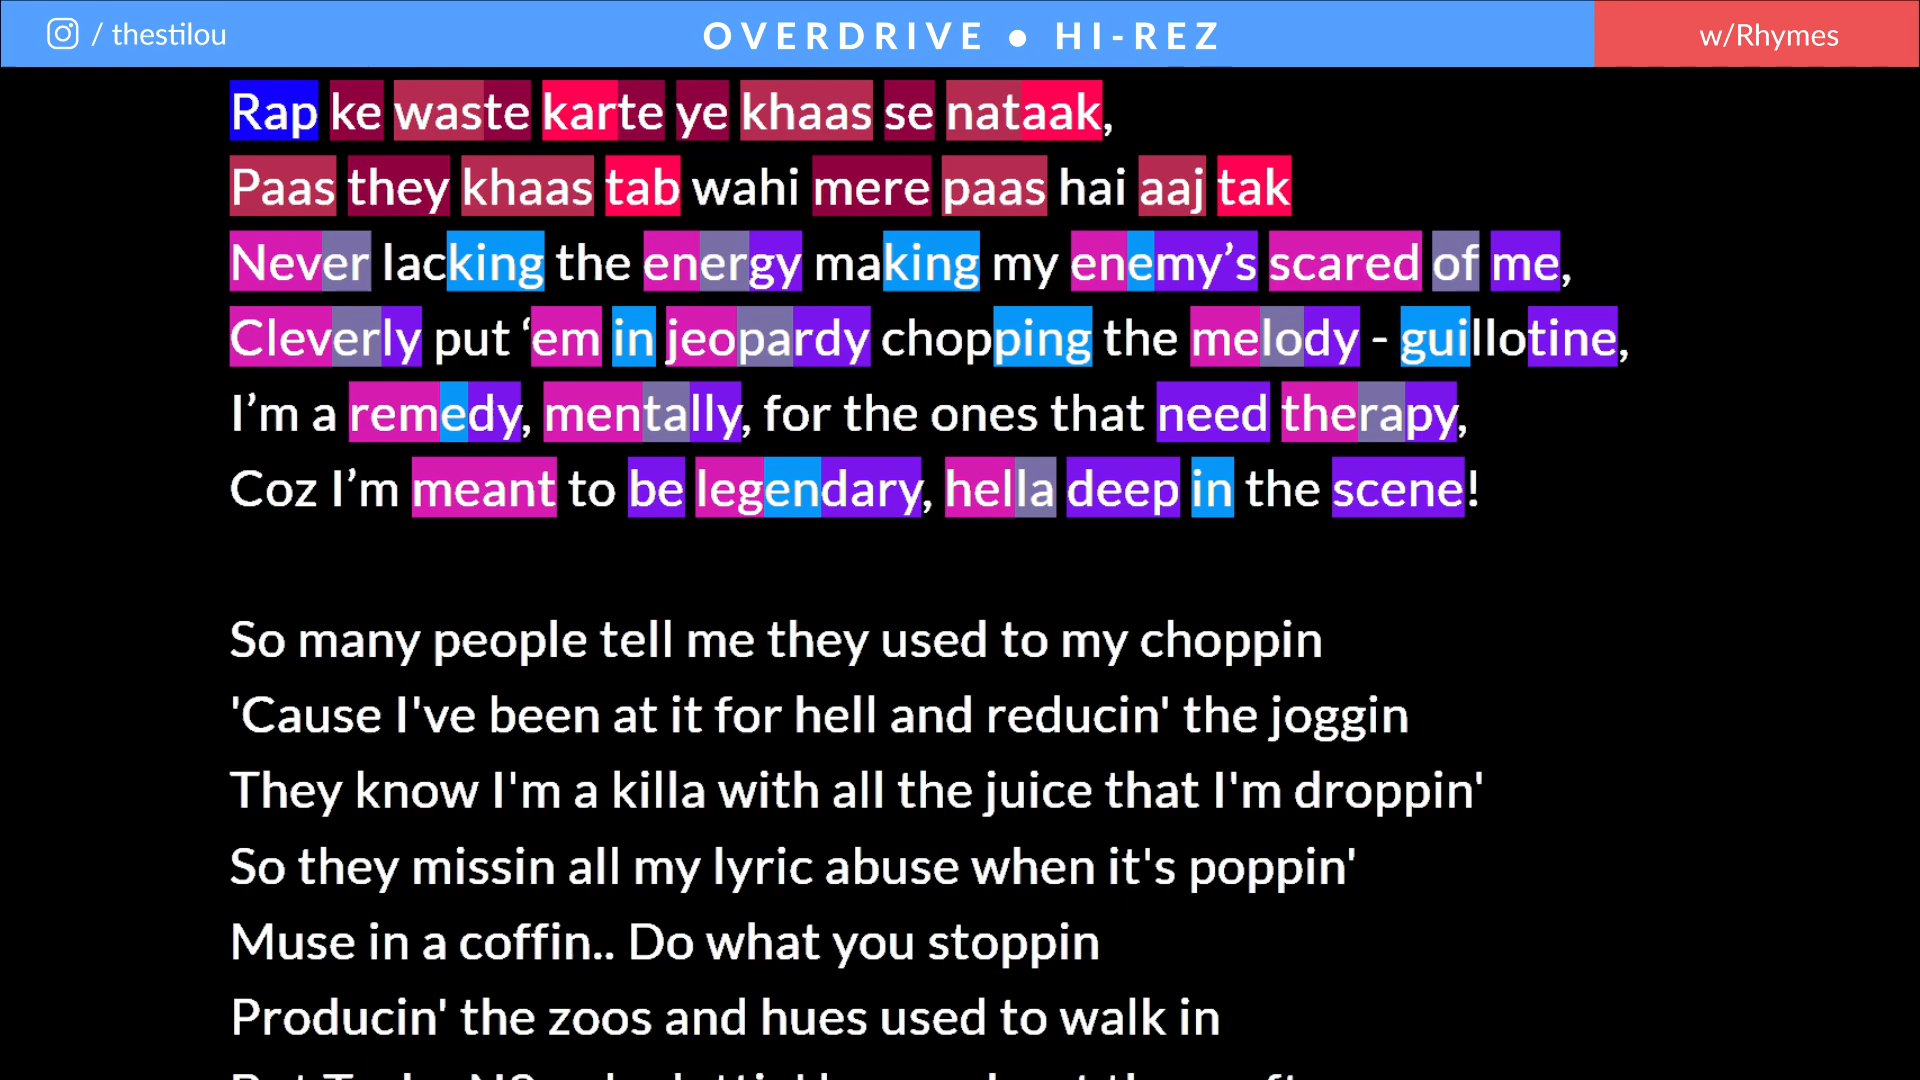 / thestilou
OVERDRIVE ● HI-REZ
w/Rhymes
Rap ke waste karte ye khaas se nataak,
Paas they khaas tab wahi mere paas hai aaj tak
Never lacking the energy making my enemy’s scared of me,
Cleverly put ‘em in jeopardy chopping the melody - guillotine,
I’m a remedy, mentally, for the ones that need therapy,
Coz I’m meant to be legendary, hella deep in the scene!
So many people tell me they used to my choppin
'Cause I've been at it for hell and reducin' the joggin
They know I'm a killa with all the juice that I'm droppin'
So they missin all my lyric abuse when it's poppin'
Muse in a coffin.. Do what you stoppin
Producin' the zoos and hues used to walk in